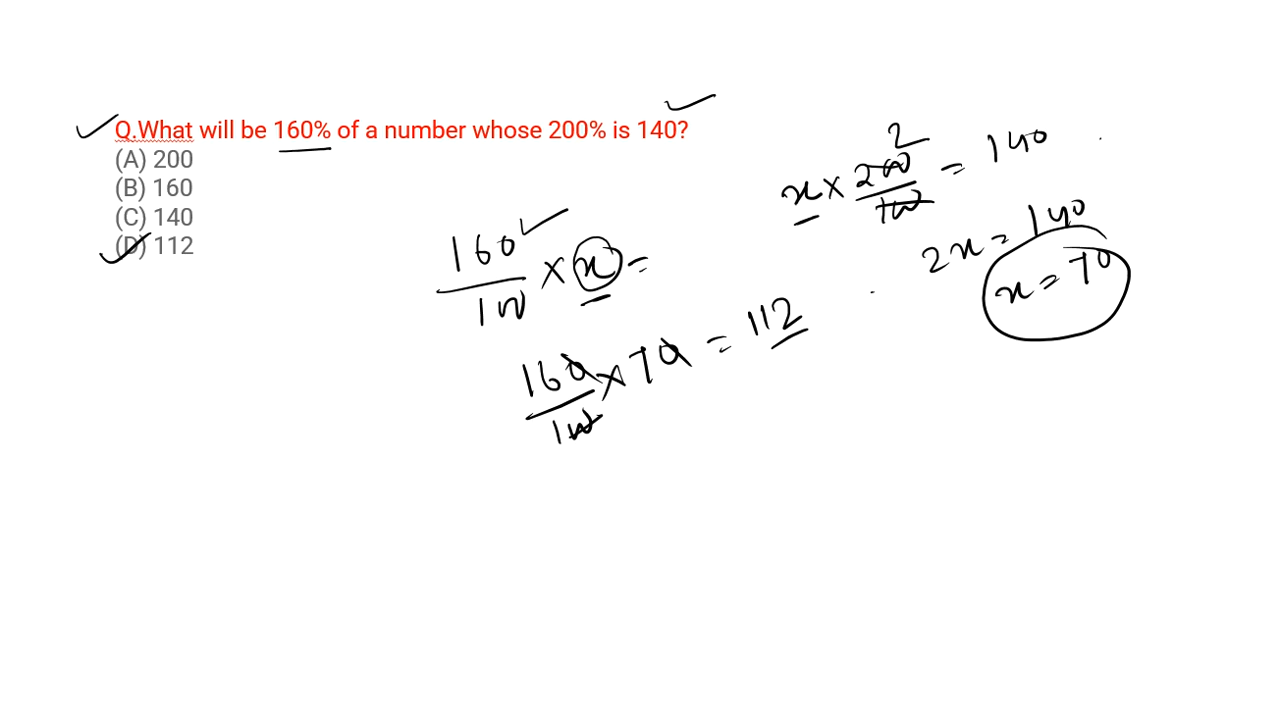 Q.What will be 160% of a number whose 200% is 140?
(A) 200
(B) 160
(C) 140
(D) 112
160/100 × x =
160/100 × 70 = 112
2
x × 200/100 = 140
2x = 140
x = 70